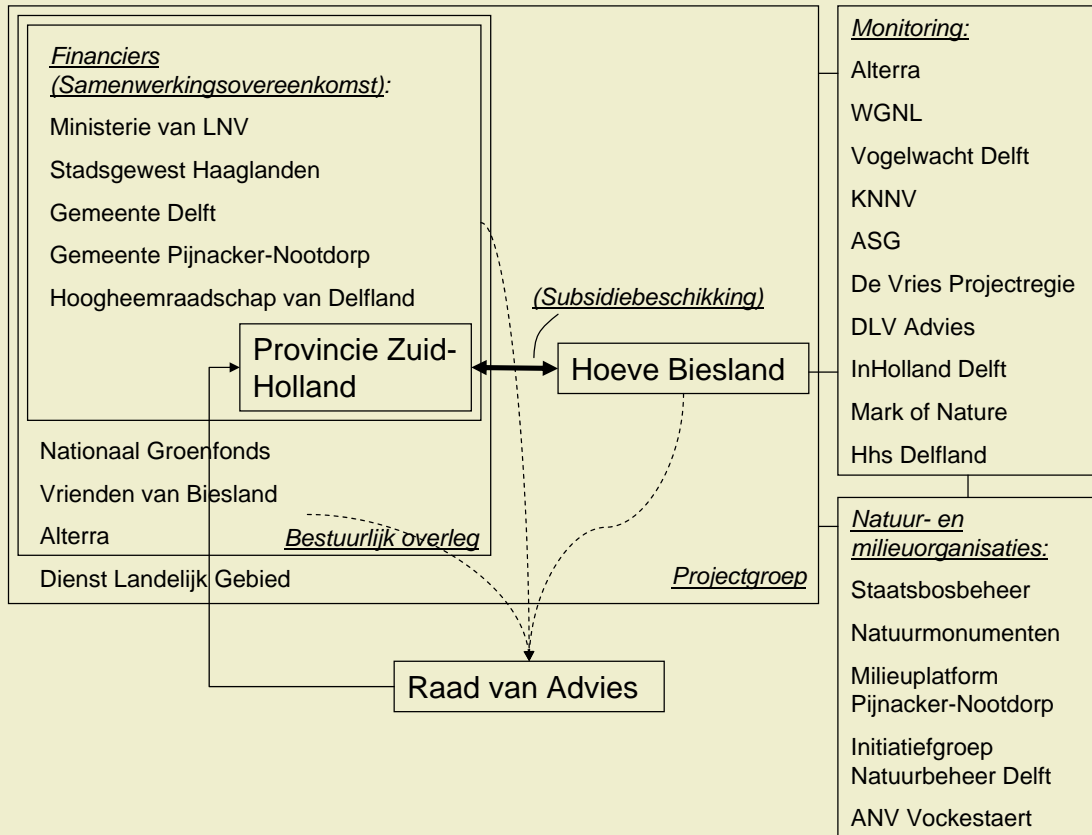 Financiers
(Samenwerkingsovereenkomst):
Ministerie van LNV
Stadsgewest Haaglanden
Gemeente Delft
Gemeente Pijnacker-Nootdorp
Hoogheemraadschap van Delfland
Provincie Zuid-
Holland
(Subsidiebeschikking)
Hoeve Biesland
Nationaal Groenfonds
Vrienden van Biesland
Alterra
Bestuurlijk overleg
Dienst Landelijk Gebied
Projectgroep
Raad van Advies
Monitoring:
Alterra
WGNL
Vogelwacht Delft
KNNV
ASG
De Vries Projectregie
DLV Advies
InHolland Delft
Mark of Nature
Hhs Delfland
Natuur- en
milieuorganisaties:
Staatsbosbeheer
Natuurmonumenten
Milieuplatform
Pijnacker-Nootdorp
Initiatiefgroep
Natuurbeheer Delft
ANV Vockestaert